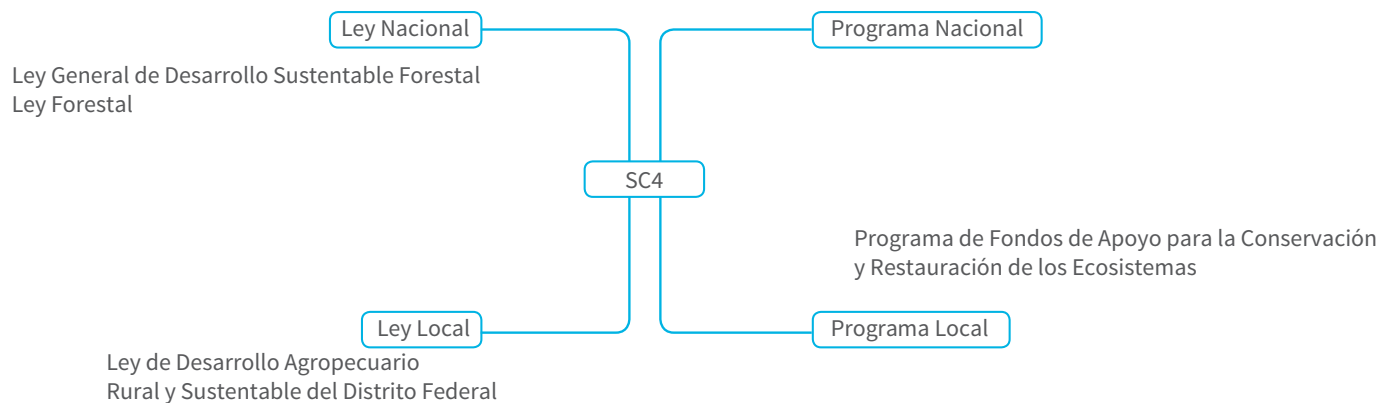 Ley Nacional
Programa Nacional
Ley General de Desarrollo Sustentable Forestal
Ley Forestal
SC4
Programa de Fondos de Apoyo para la Conservación
y Restauración de los Ecosistemas
Ley Local
Programa Local
Ley de Desarrollo Agropecuario
Rural y Sustentable del Distrito Federal